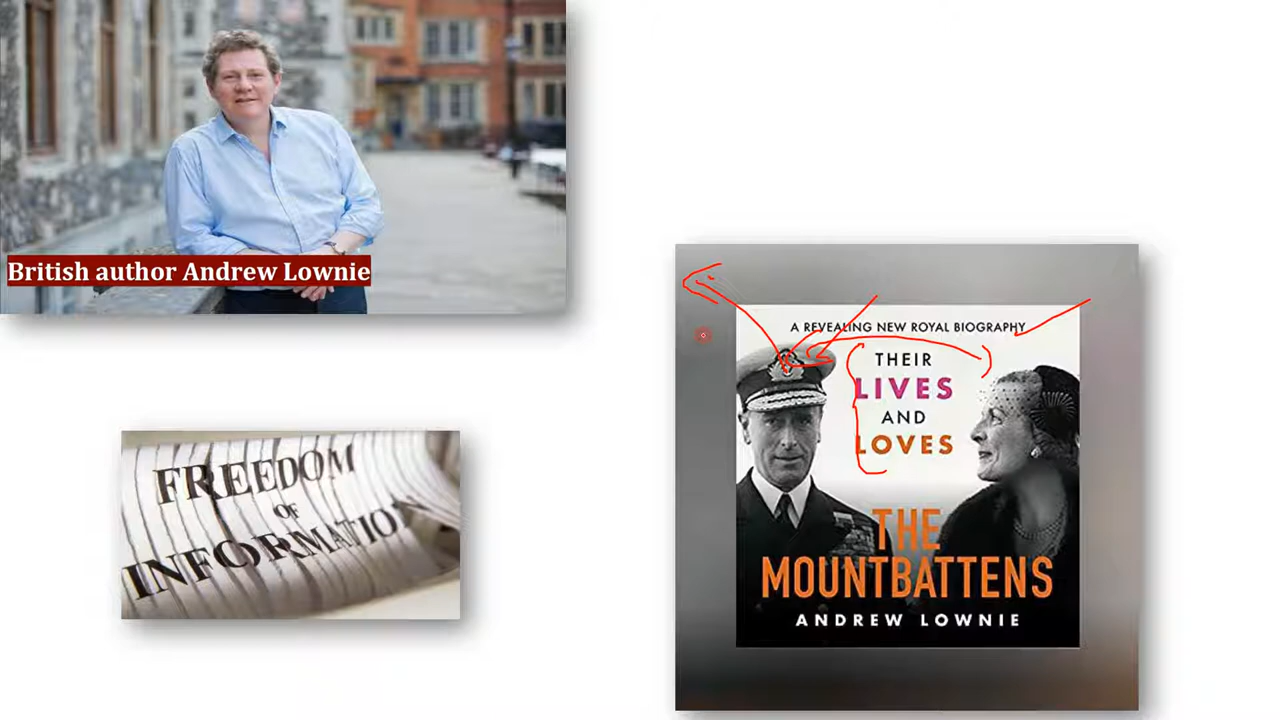 British author Andrew Lownie
FREEDOM
OF
INFORMATION
A REVEALING NEW ROYAL BIOGRAPHY
THEIR
LIVES
AND
LOVES
THE
MOUNTBATTENS
ANDREW LOWNIE